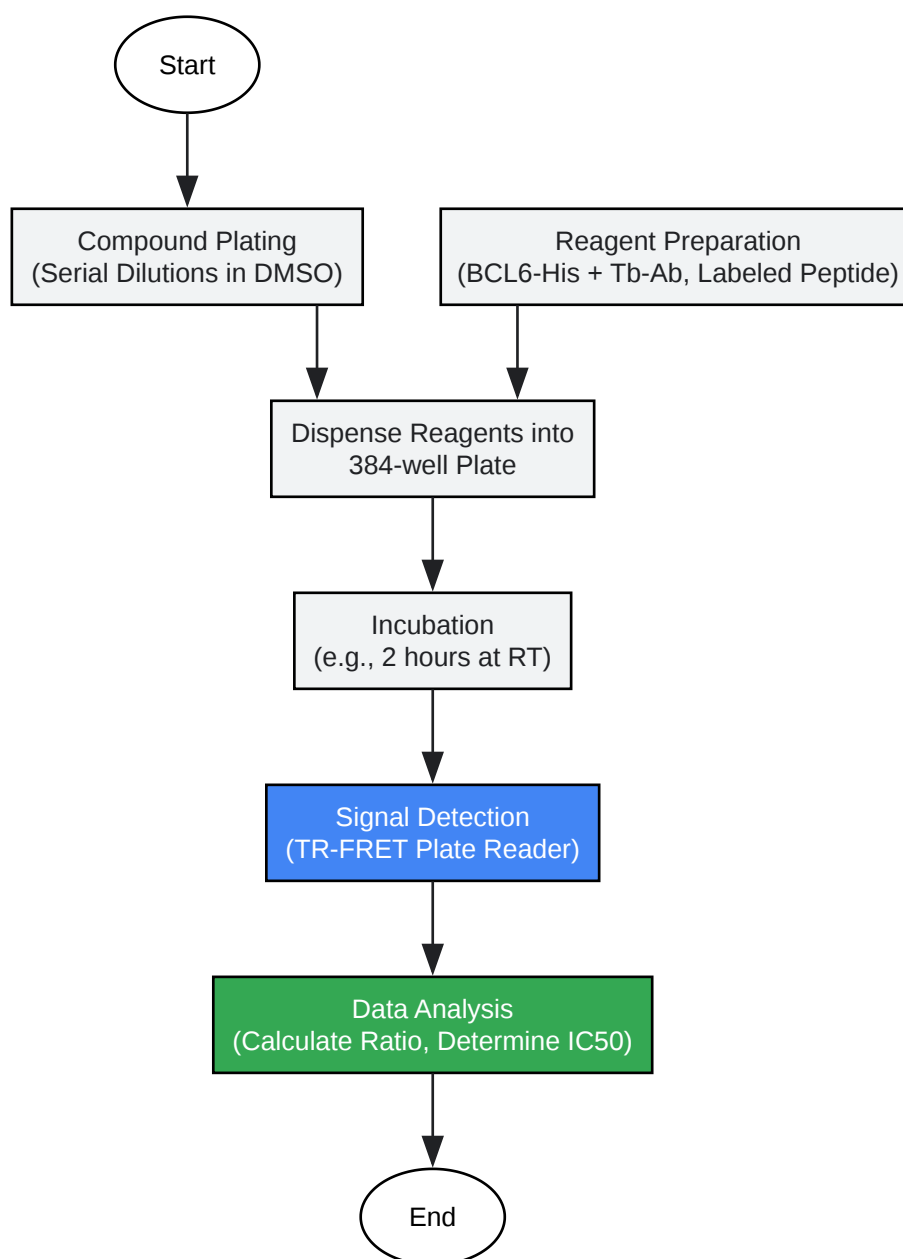 Start
Compound Plating
(Serial Dilutions in DMSO)
Reagent Preparation
(BCL6-His + Tb-Ab, Labeled Peptide)
Dispense Reagents into
384-well Plate
Incubation
(e.g., 2 hours at RT)
Signal Detection
(TR-FRET Plate Reader)
Data Analysis
(Calculate Ratio, Determine IC50)
End